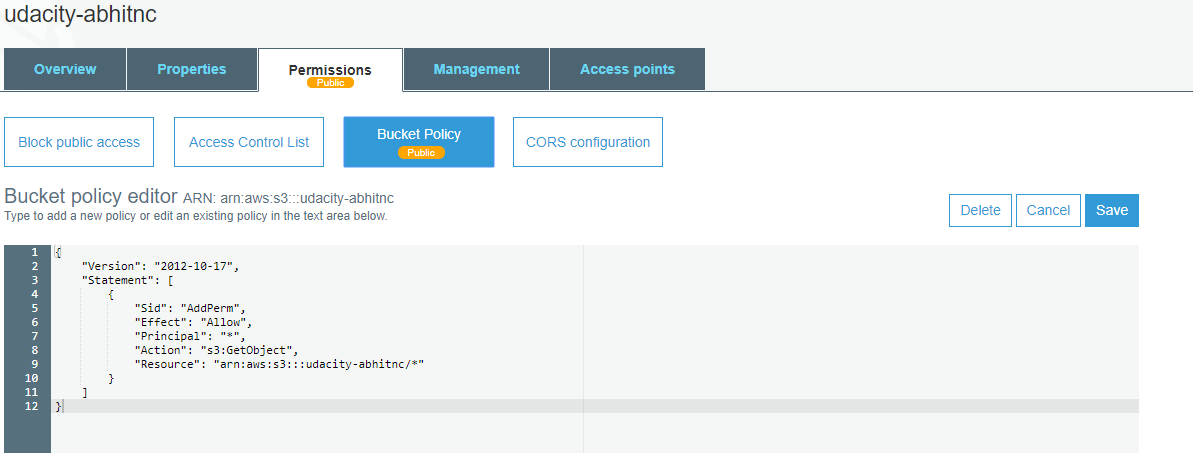 udacity-abhitnc
Overview Properties Permissions Management Access points
Public
Block public access Access Control List Bucket Policy CORS configuration
Public
Bucket policy editor ARN: arn:aws:s3:::udacity-abhitnc
Type to add a new policy or edit an existing policy in the text area below.
Delete Cancel Save
1 {
2 "Version": "2012-10-17",
3 "Statement": [
4 {
5 "Sid": "AddPerm",
6 "Effect": "Allow",
7 "Principal": "*",
8 "Action": "s3:GetObject",
9 "Resource": "arn:aws:s3:::udacity-abhitnc/*"
10 }
11 ]
12 }